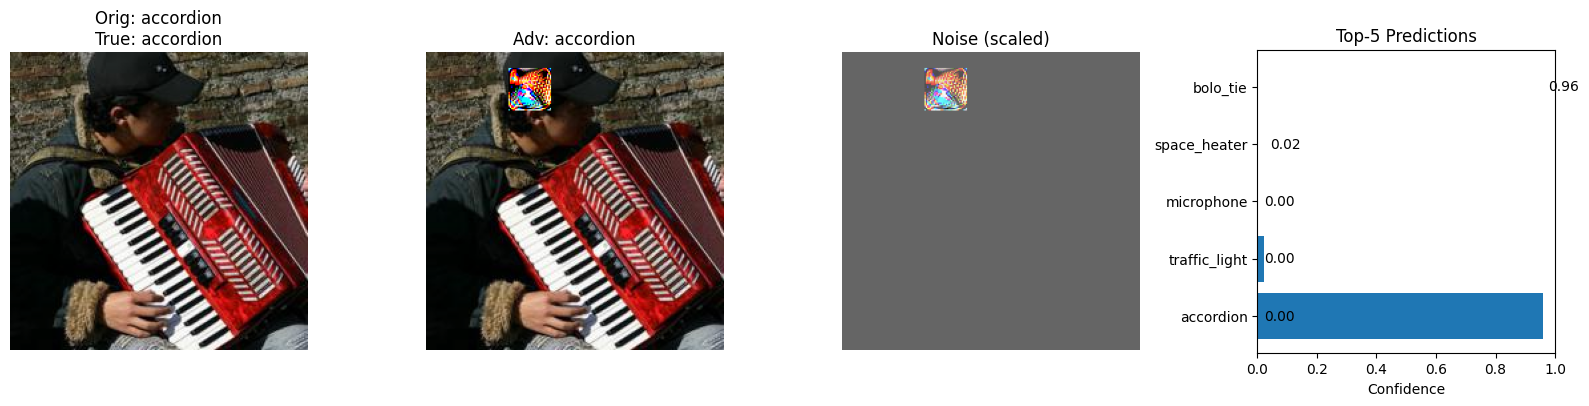 Orig: accordion
True: accordion
Adv: accordion
Noise (scaled)
Top-5 Predictions
bolo_tie
0.96
space_heater
0.02
microphone
0.00
traffic_light
0.00
accordion
0.00
0.0 0.2 0.4 0.6 0.8 1.0
Confidence